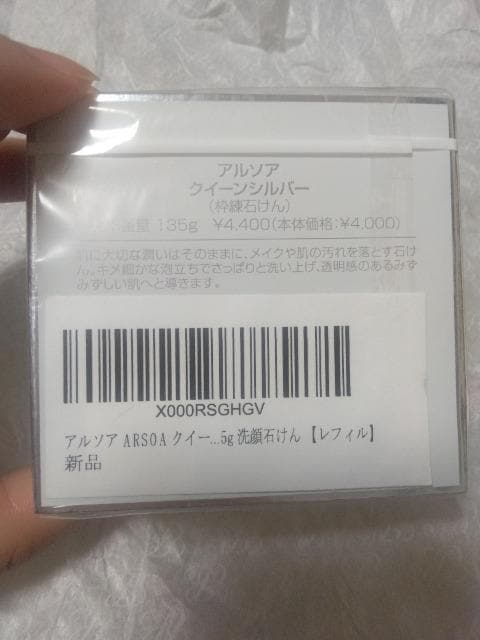 アルソア
クイーンシルバー
(枠練石けん)
量 135g ¥4,400(本体価格:¥4,000)
に大切な潤いはそのままに、メイクや肌の汚れを落とす石け
ん。キメ細かな泡立ちでさっぱりと洗い上げ、透明感のあるみず
みずしい肌へと導きます。
X000RSGHGV
アルソア ARSOA クイー...5g 洗顔石けん 【レフィル】
新品